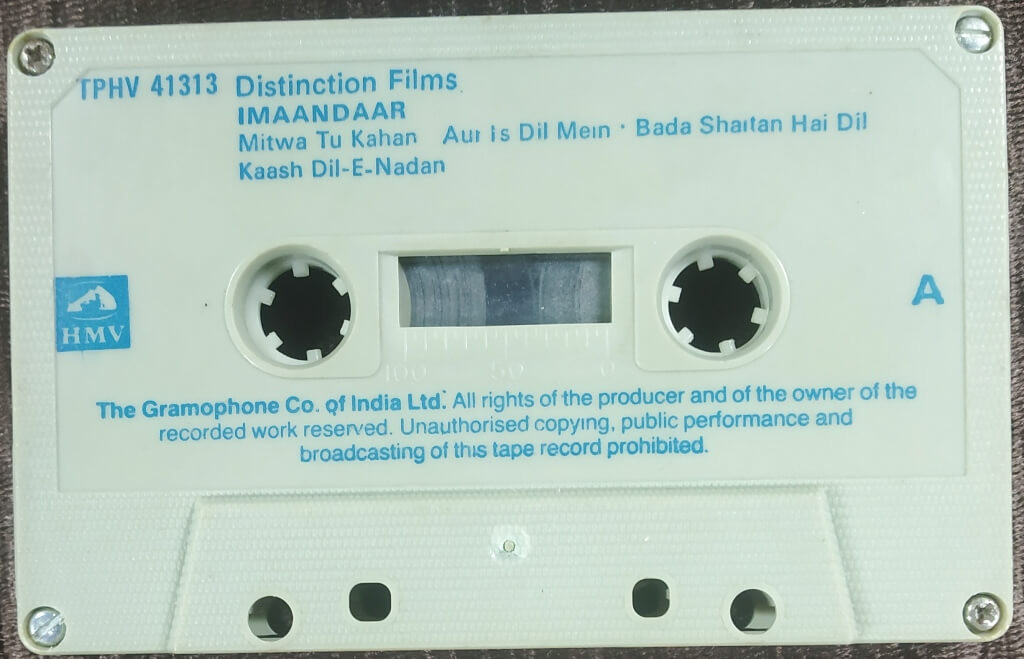 TPHV 41313 Distinction Films
IMAANDAAR
Mitwa Tu Kahan Aur Is Dil Mein · Bada Shaitan Hai Dil
Kaash Dil-E-Nadan
HMV
A
100 50 0
The Gramophone Co. of India Ltd. All rights of the producer and of the owner of the
recorded work reserved. Unauthorised copying, public performance and
broadcasting of this tape record prohibited.